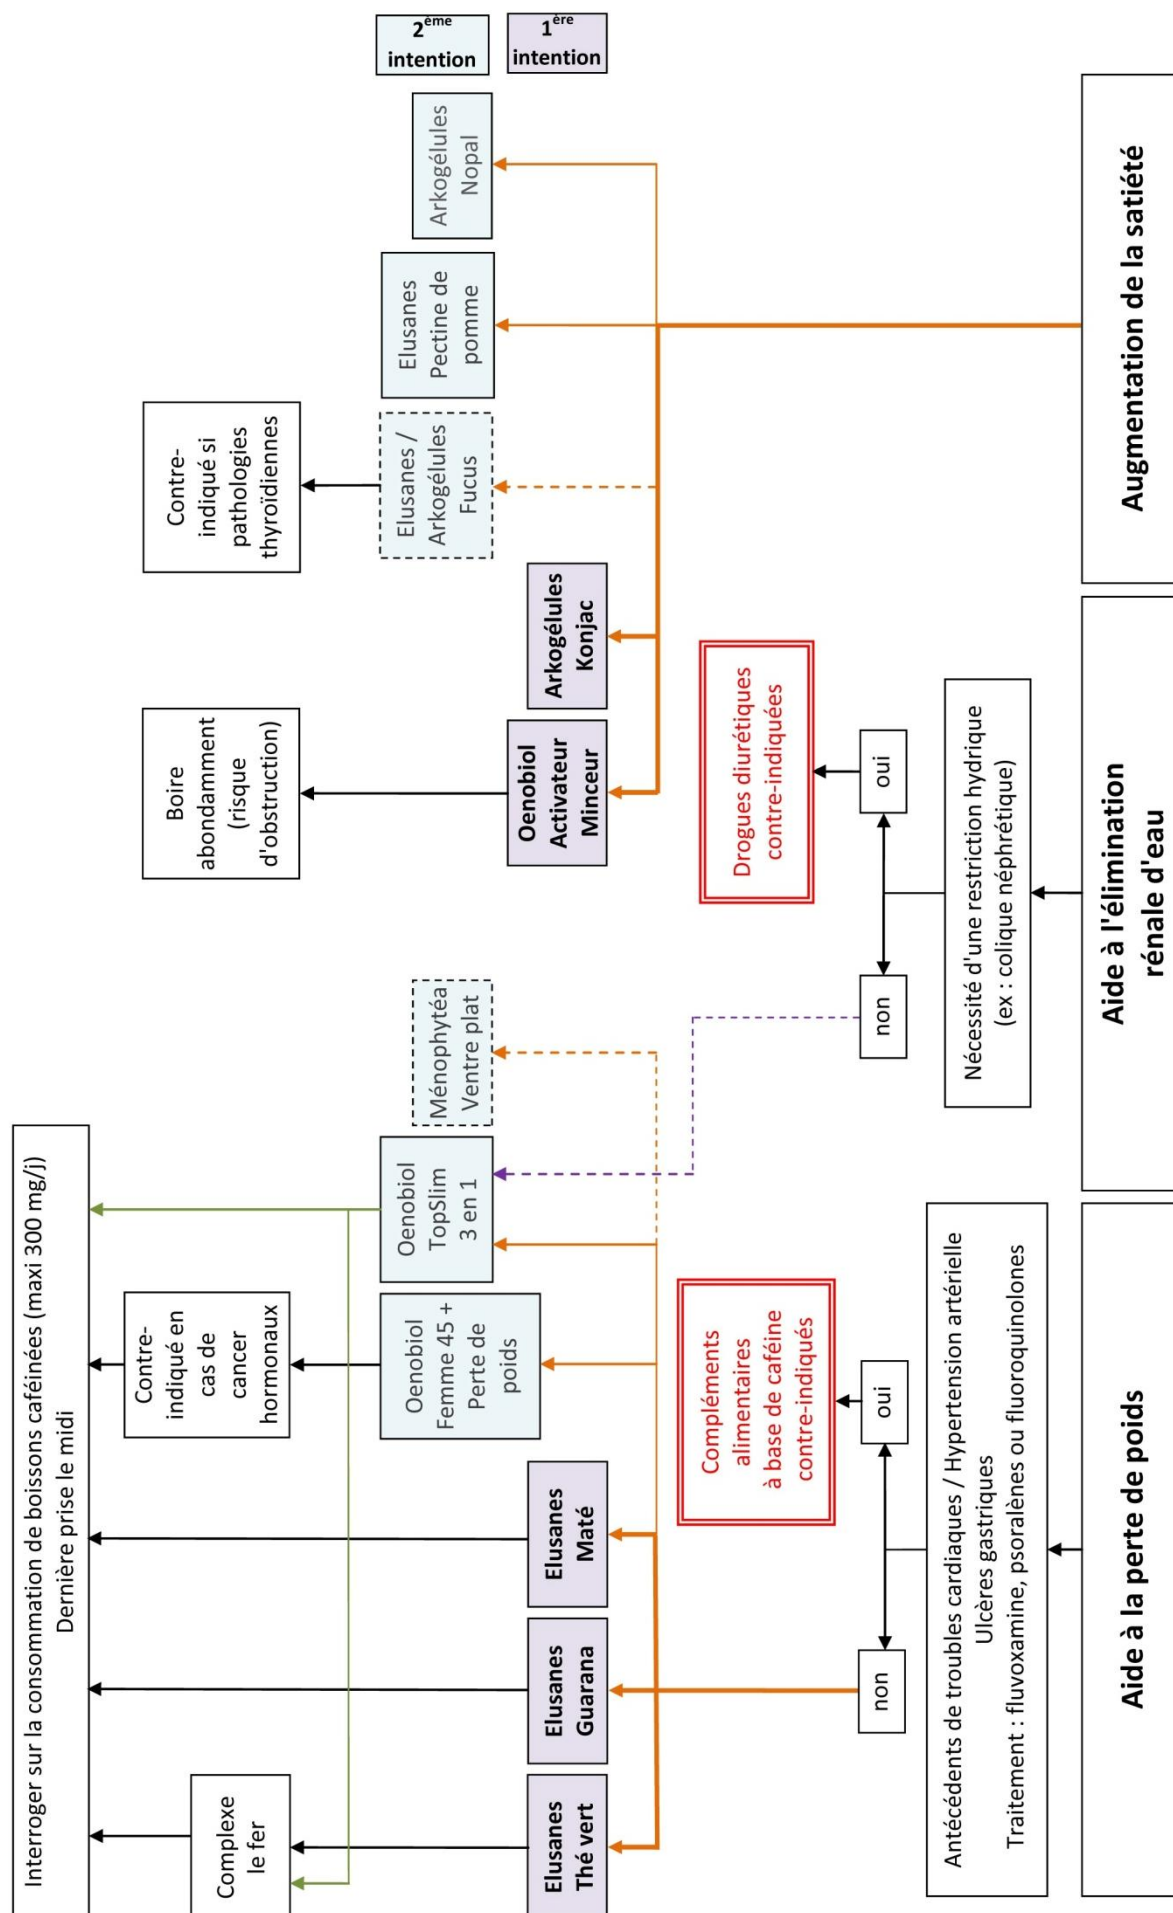 Interroger sur la consommation de boissons caféinées (maxi 300 mg/j)
Dernière prise le midi
Complexe
le fer
Contre-
indiqué en
cas de
cancer
hormonaux
Boire
abondamment
(risque
d'obstruction)
Contre-
indiqué si
pathologies
thyroïdiennes
Oenobiol
Femme 45 +
Perte de
poids
Oenobiol
TopSlim
3 en 1
Ménophytéa
Ventre plat
Elusanes /
Arkogélules
Fucus
Elusanes
Pectine de
pomme
Arkogélules
Nopal
2ème
intention
Elusanes
Thé vert
Elusanes
Guarana
Elusanes
Maté
Oenobiol
Activateur
Minceur
Arkogélules
Konjac
1ère
intention
Compléments
alimentaires
à base de caféine
contre-indiqués
Drogues diurétiques
contre-indiquées
non
oui
non
oui
Antécédents de troubles cardiaques / Hypertension artérielle
Ulcères gastriques
Traitement : fluvoxamine, psoralènes ou fluoroquinolones
Nécessité d'une restriction hydrique
(ex : colique néphrétique)
Aide à la perte de poids
Aide à l'élimination
rénale d'eau
Augmentation de la satiété